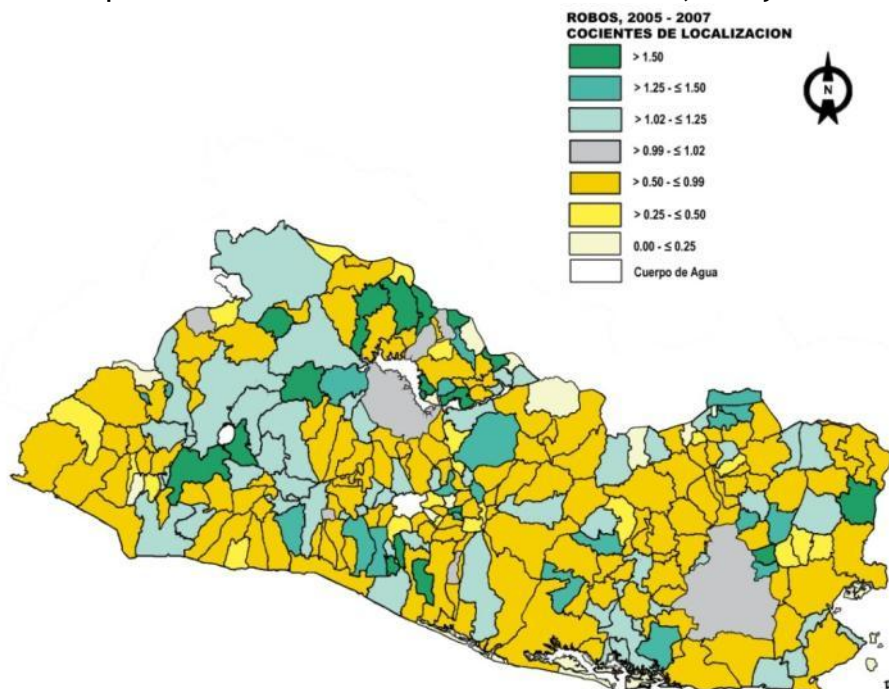 ROBOS, 2005 - 2007
COCIENTES DE LOCALIZACION
> 1.50
> 1.25 - ≤ 1.50
> 1.02 - ≤ 1.25
> 0.99 - ≤ 1.02
> 0.50 - ≤ 0.99
> 0.25 - ≤ 0.50
0.00 - ≤ 0.25
Cuerpo de Agua
N